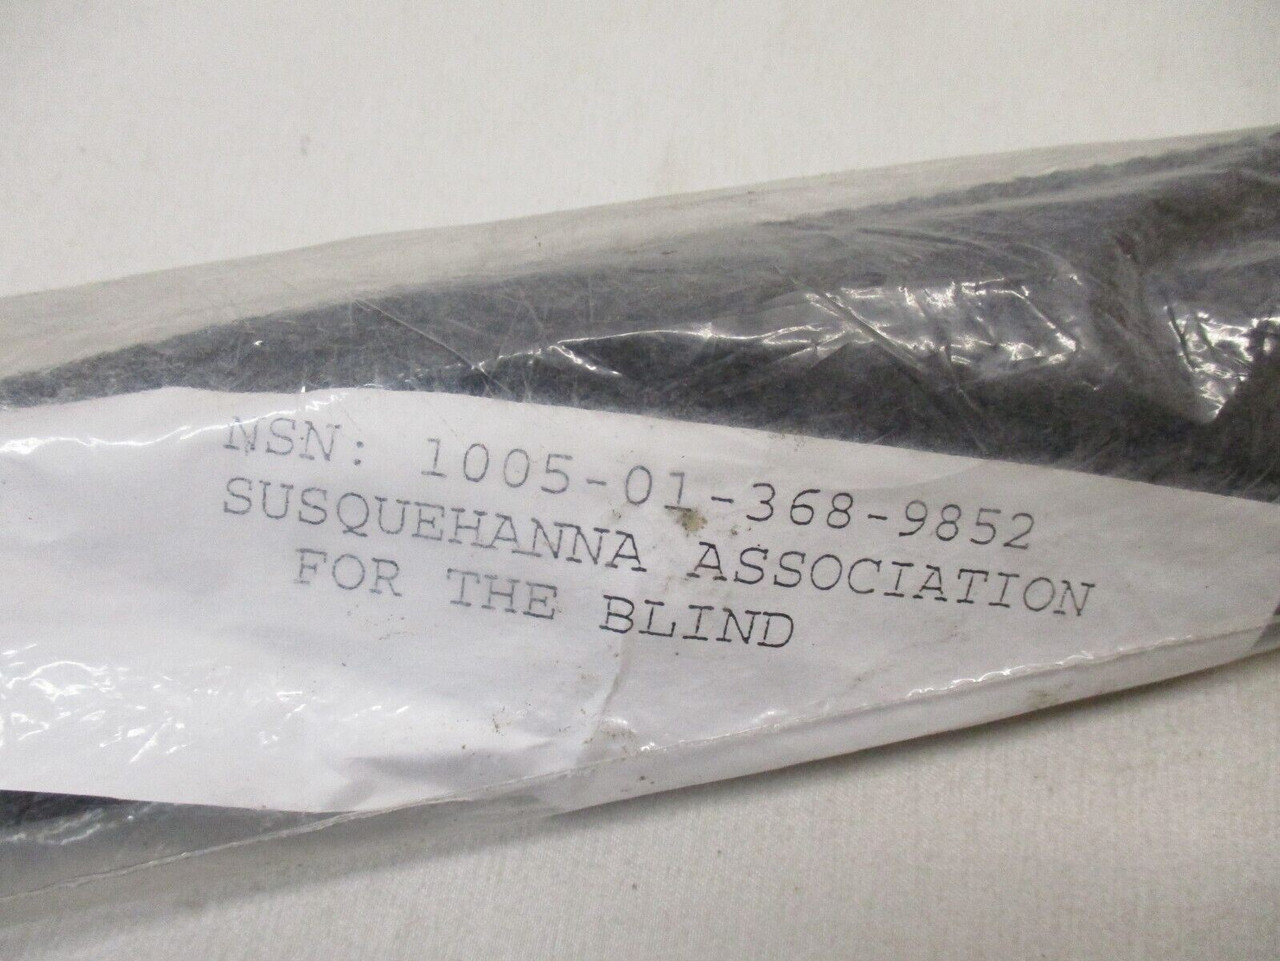 NSN: 1005-01-368-9852
SUSQUEHANNA ASSOCIATION
FOR THE BLIND